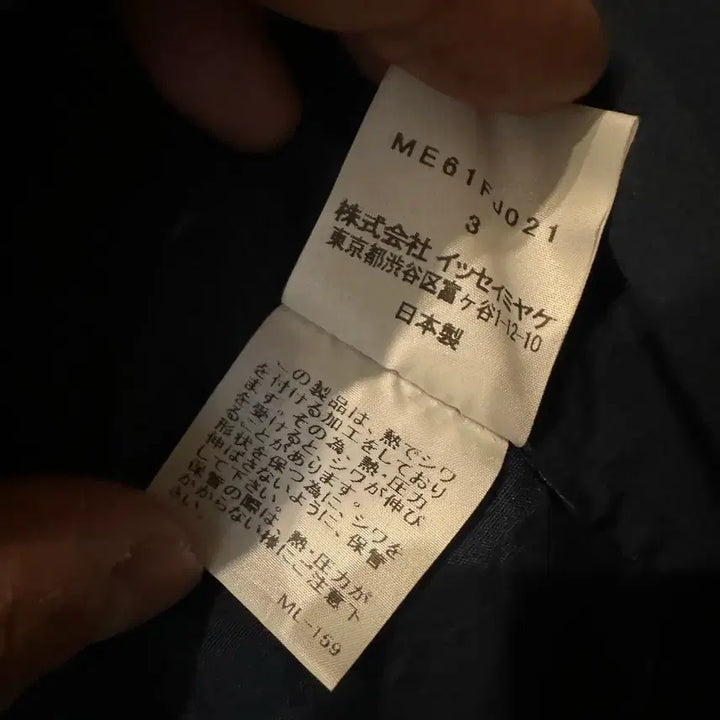 ME61FJ021
3
株式会社 イッセイミヤケ
東京都渋谷区富ヶ谷1-12-10
日本製
この製品は、熱でシワ
を付ける加工をしており
ます。その為、熱・圧力
を受けると、シワが伸び
ることがあります。
形状を保つ為に、シワを
伸ばさないように、保管
して下さい。
保管の際は、熱・圧力が
かからない様にご注意下
さい。
ML-159